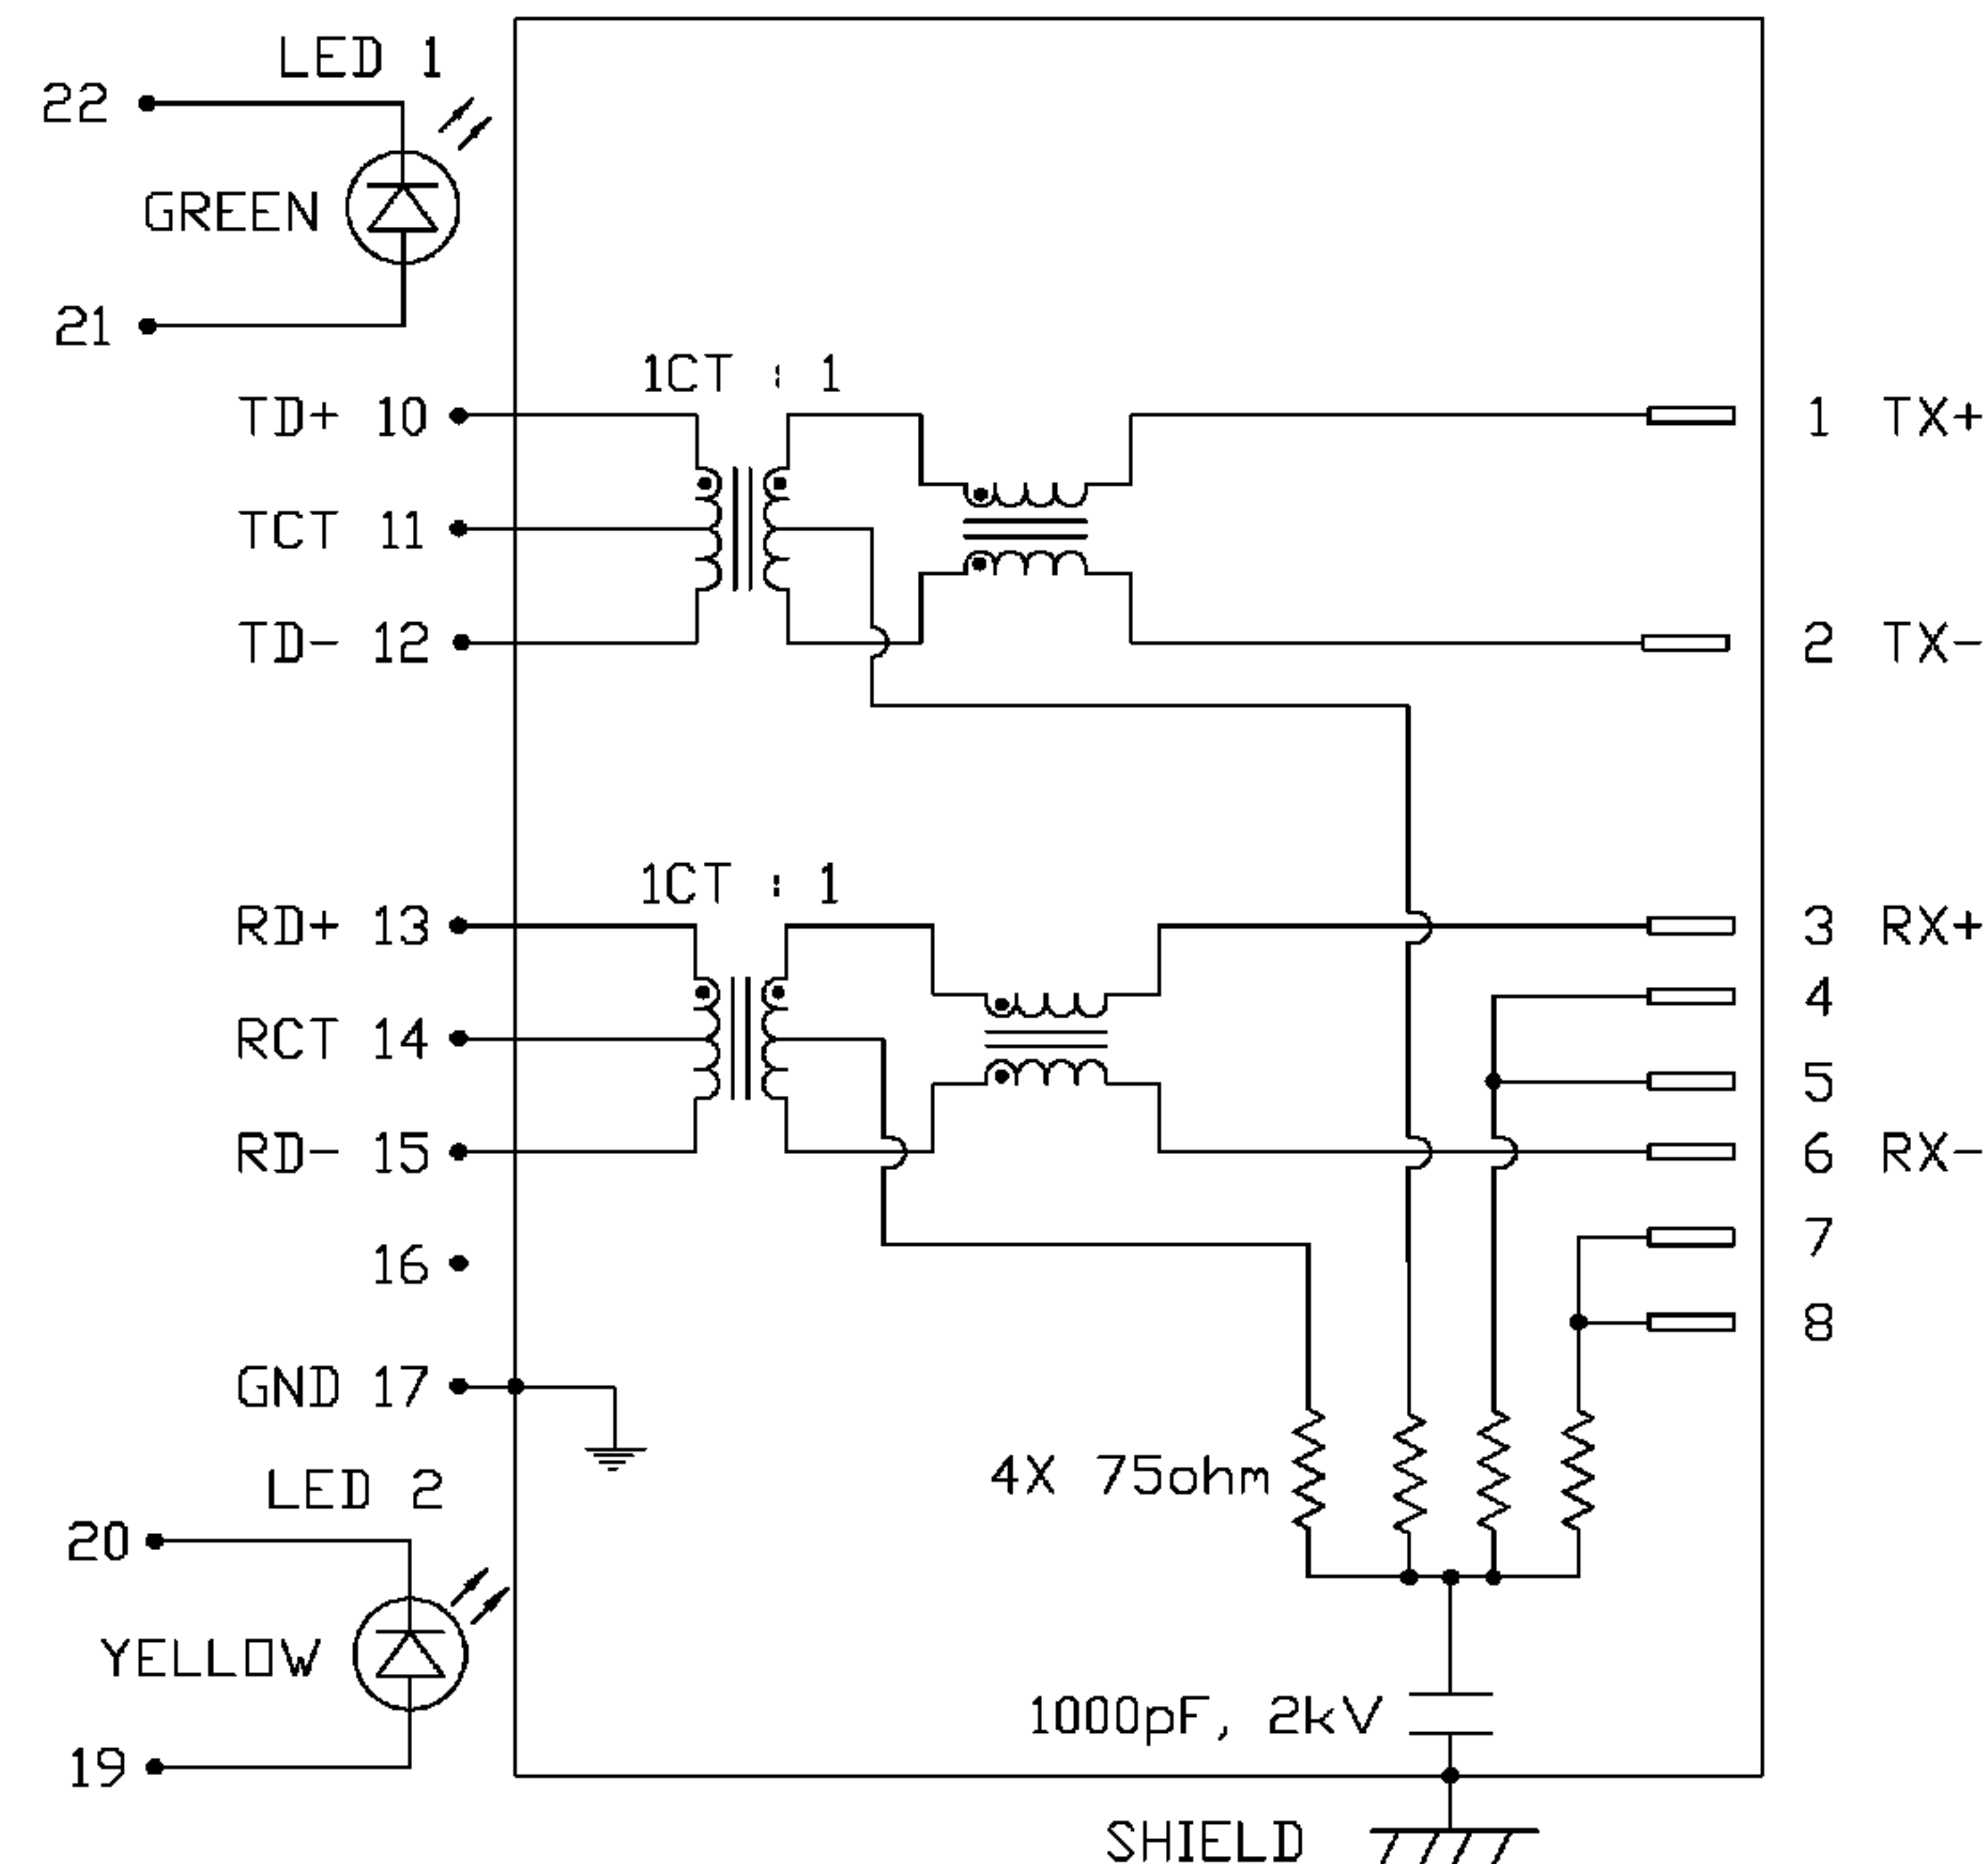 LED 1
22
GREEN
21
1CT : 1
TD+ 10
1 TX+
TCT 11
TD- 12
2 TX-
1CT : 1
RD+ 13
3 RX+
4
RCT 14
5
RD- 15
6 RX-
7
16
8
GND 17
4X 75ohm
LED 2
20
YELLOW
1000pF, 2kV
19
SHIELD